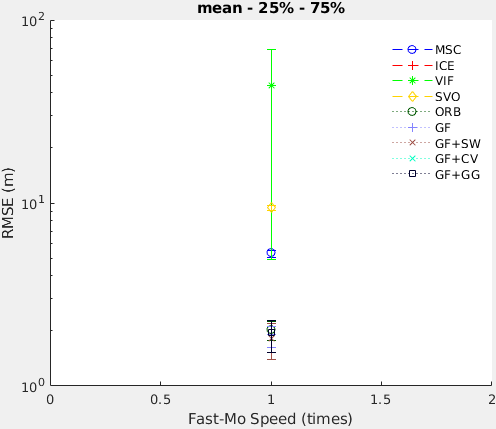 mean - 25% - 75%
10^2
10^1
10^0
RMSE (m)
MSC
ICE
VIF
SVO
ORB
GF
GF+SW
GF+CV
GF+GG
0 0.5 1 1.5 2
Fast-Mo Speed (times)